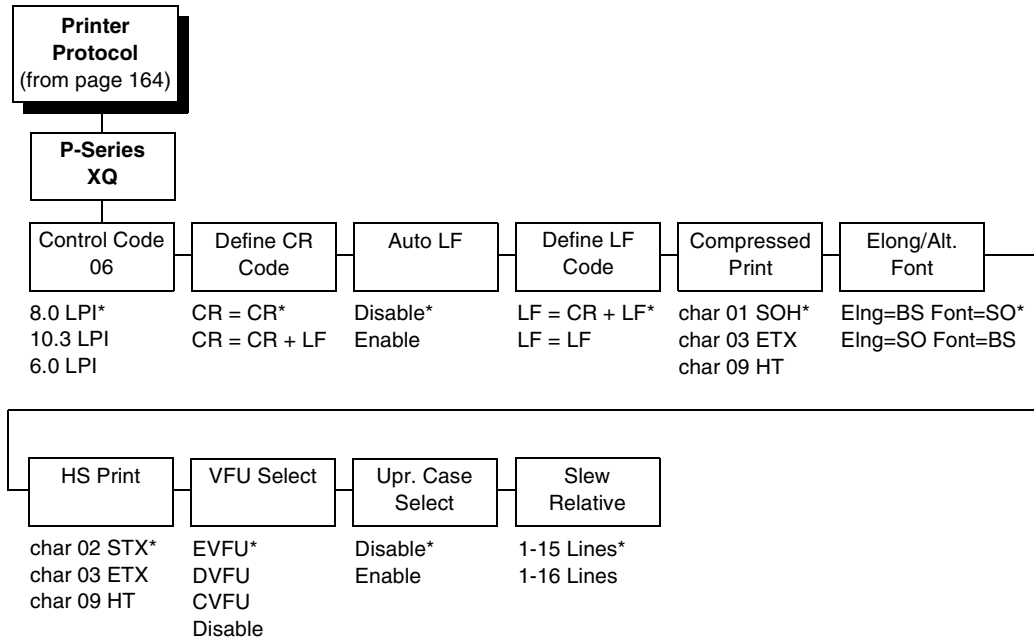 Printer
Protocol
(from page 164)
P-Series
XQ
Control Code
06
8.0 LPI*
10.3 LPI
6.0 LPI
Define CR
Code
CR = CR*
CR = CR + LF
Auto LF
Disable*
Enable
Define LF
Code
LF = CR + LF*
LF = LF
Compressed
Print
char 01 SOH*
char 03 ETX
char 09 HT
Elong/Alt.
Font
Elng=BS Font=SO*
Elng=SO Font=BS
HS Print
char 02 STX*
char 03 ETX
char 09 HT
VFU Select
EVFU*
DVFU
CVFU
Disable
Upr. Case
Select
Disable*
Enable
Slew
Relative
1-15 Lines*
1-16 Lines